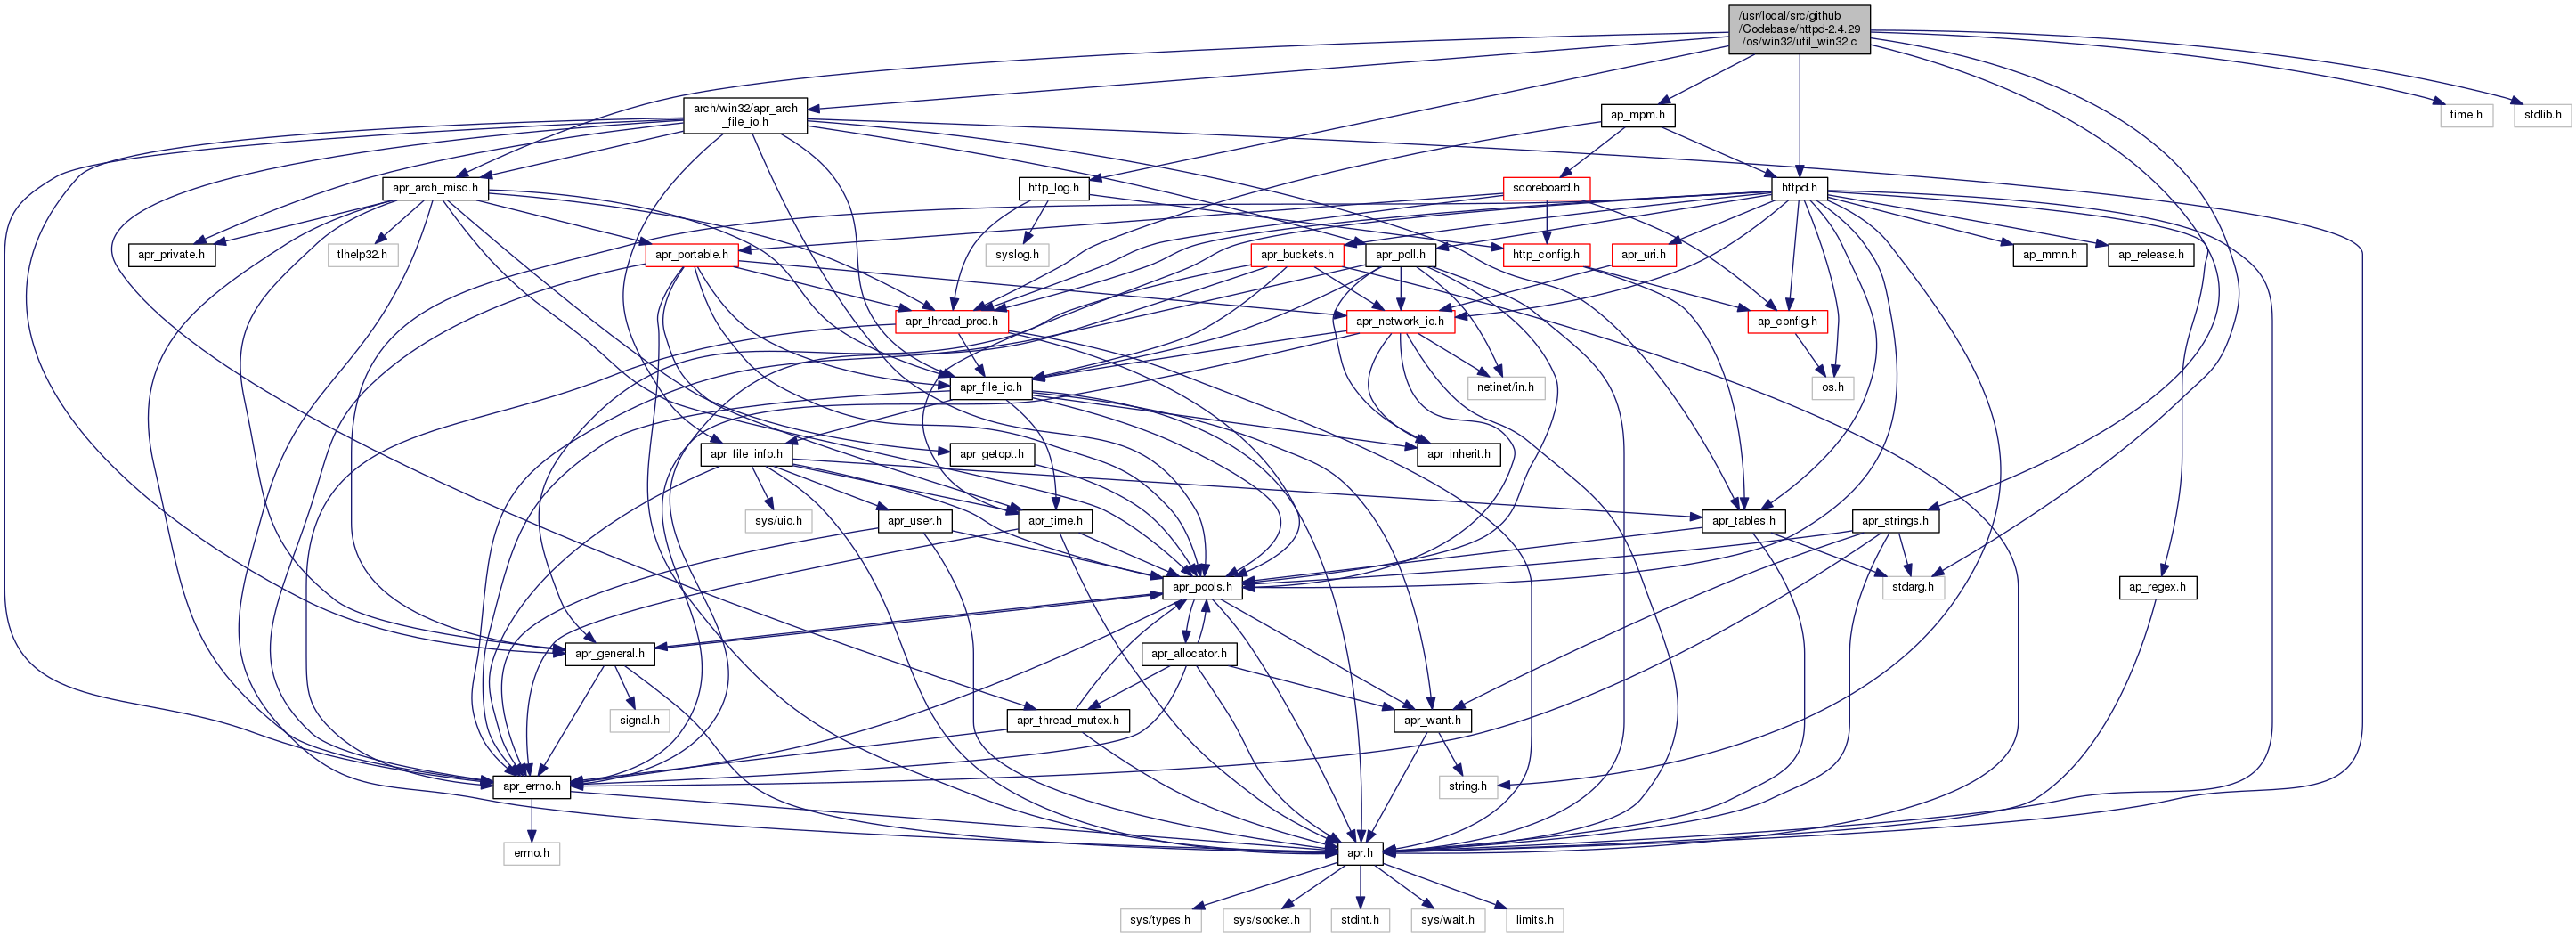 /usr/local/src/github
/Codebase/httpd-2.4.29
/os/win32/util_win32.c
arch/win32/apr_arch
_file_io.h
ap_mpm.h
time.h
stdlib.h
apr_arch_misc.h
http_log.h
scoreboard.h
httpd.h
apr_private.h
tlhelp32.h
apr_portable.h
syslog.h
apr_buckets.h
apr_poll.h
http_config.h
apr_uri.h
ap_mmn.h
ap_release.h
apr_thread_proc.h
apr_network_io.h
ap_config.h
apr_file_io.h
netinet/in.h
os.h
apr_file_info.h
apr_getopt.h
apr_inherit.h
sys/uio.h
apr_user.h
apr_time.h
apr_tables.h
apr_strings.h
apr_pools.h
stdarg.h
ap_regex.h
apr_general.h
apr_allocator.h
signal.h
apr_thread_mutex.h
apr_want.h
apr_errno.h
string.h
errno.h
apr.h
sys/types.h
sys/socket.h
stdint.h
sys/wait.h
limits.h